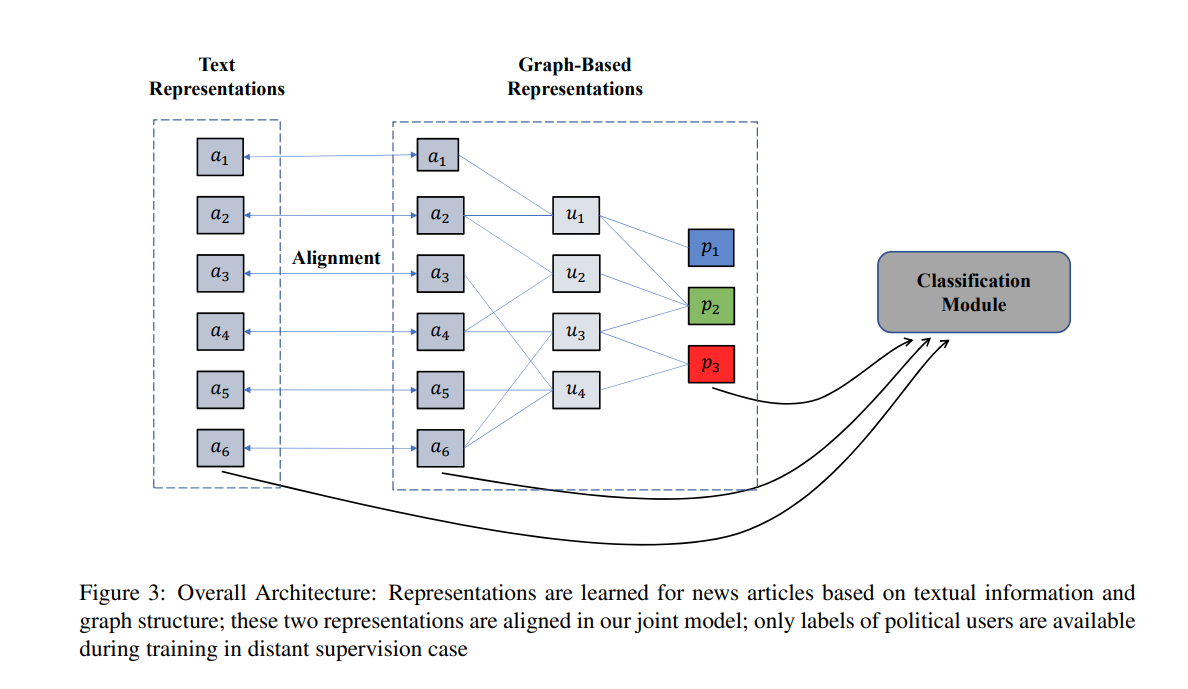 Text
Representations
Graph-Based
Representations
a₁
a₂
a₃
a₄
a₅
a₆
Alignment
a₁
a₂
a₃
a₄
a₅
a₆
u₁
u₂
u₃
u₄
p₁
p₂
p₃
Classification
Module
Figure 3: Overall Architecture: Representations are learned for news articles based on textual information and
graph structure; these two representations are aligned in our joint model; only labels of political users are available
during training in distant supervision case